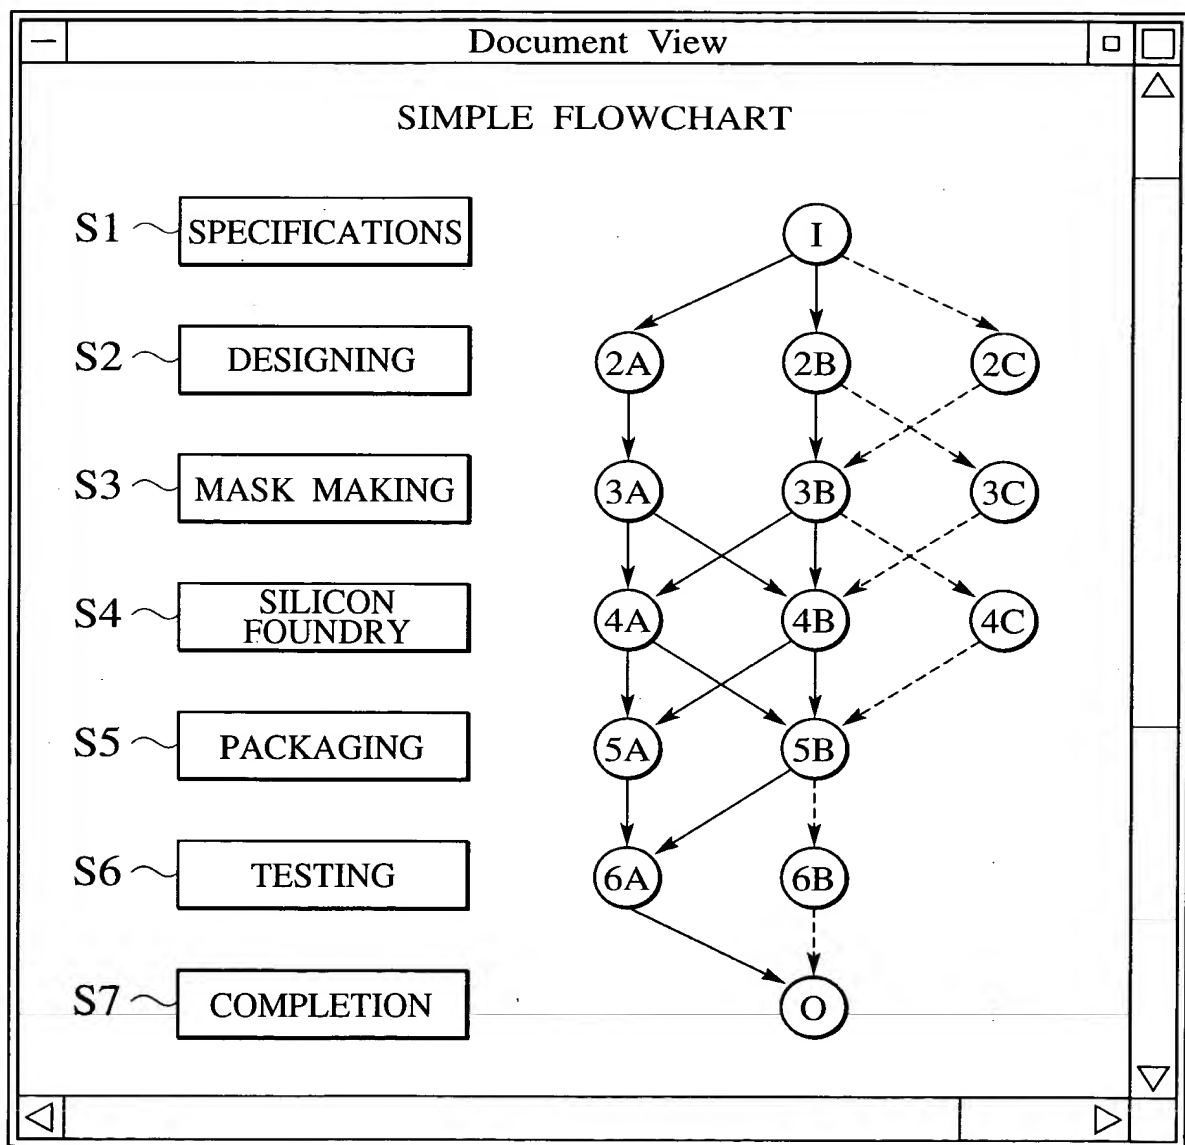 Document View
SIMPLE FLOWCHART
S1 SPECIFICATIONS I
S2 DESIGNING 2A 2B 2C
S3 MASK MAKING 3A 3B 3C
S4 SILICON
FOUNDRY 4A 4B 4C
S5 PACKAGING 5A 5B
S6 TESTING 6A 6B
S7 COMPLETION O